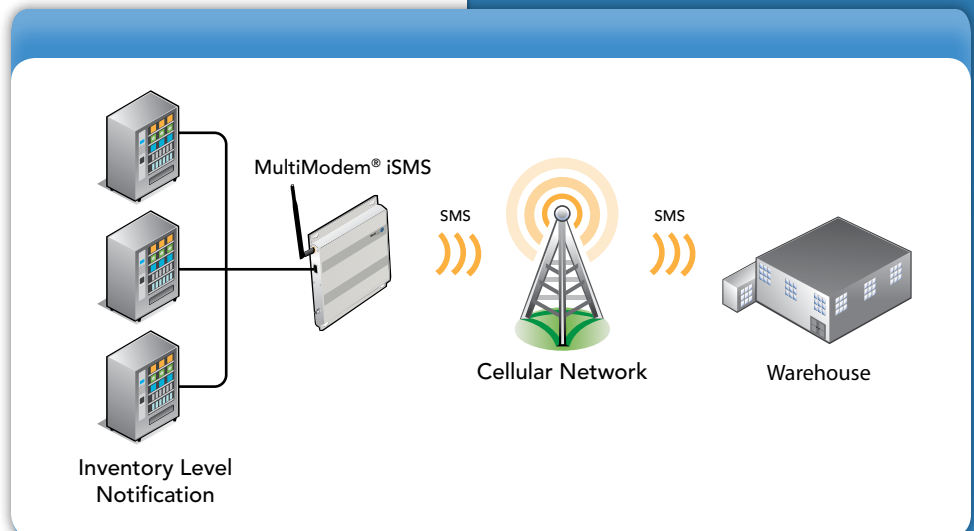 MultiModem® iSMS
SMS
SMS
Cellular Network
Warehouse
Inventory Level
Notification